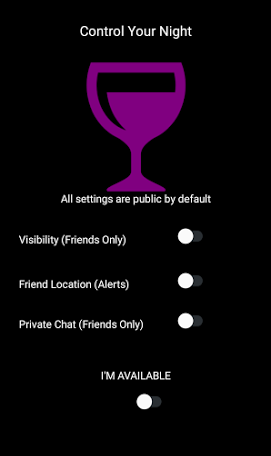 Control Your Night
All settings are public by default
Visibility (Friends Only)
Friend Location (Alerts)
Private Chat (Friends Only)
I'M AVAILABLE